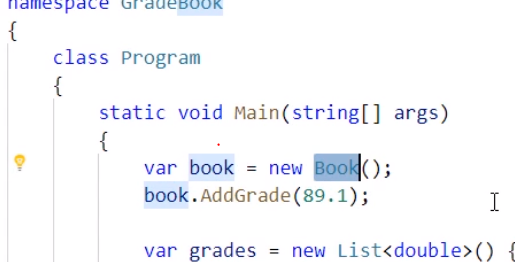 namespace GradeBook
{
class Program
{
static void Main(string[] args)
{
var book = new Book();
book.AddGrade(89.1);
var grades = new List<double>() {